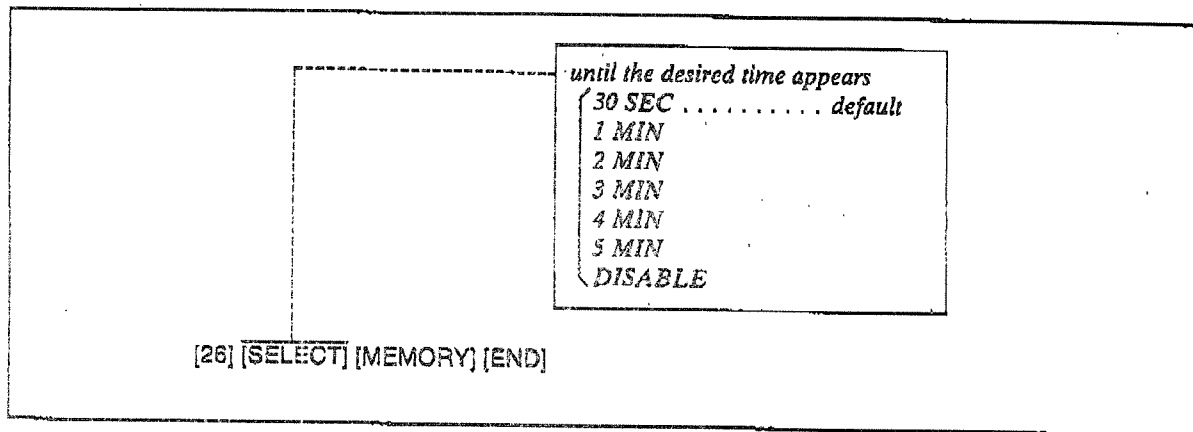 until the desired time appears
30 SEC . . . . . . . . . . default
1 MIN
2 MIN
3 MIN
4 MIN
5 MIN
DISABLE
[26] [SELECT] [MEMORY] [END]